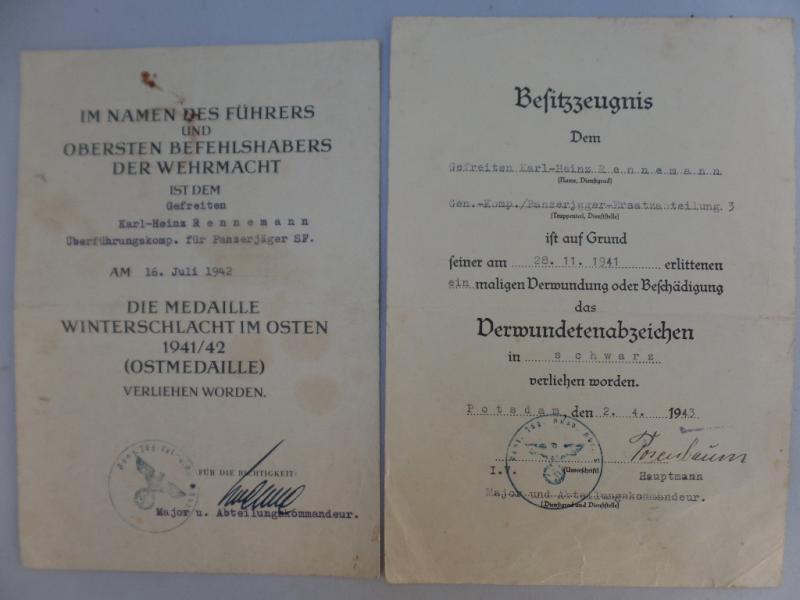 IM NAMEN DES FÜHRERS
UND
OBERSTEN BEFEHLSHABERS
DER WEHRMACHT
IST DEM
Gefreiten
Karl-Heinz Rennemann
Überführungskomp. für Panzerjäger SF.
AM 16. Juli 1942
DIE MEDAILLE
WINTERSCHLACHT IM OSTEN
1941/42
(OSTMEDAILLE)
VERLIEHEN WORDEN.
FÜR DIE RICHTIGKEIT:
Major u. Abteilungskommandeur.
Besitzzeugnis
Dem
Gefreiten Karl-Heinz Rennemann
(Name, Dienstgrad)
Gen.-Komp./Panzerjäger-Ersatzabteilung 3
(Truppenteil, Dienststelle)
ist auf Grund
seiner am 28. 11. 1941 erlittenen
ein maligen Verwundung oder Beschädigung
das
Verwundetenabzeichen
in schwarz
verliehen worden.
Potsdam, den 2. 4. 1943
I.V. (Unterschrift)
Hauptmann
Major und Abteilungskommandeur.
(Dienstgrad und Dienststelle)